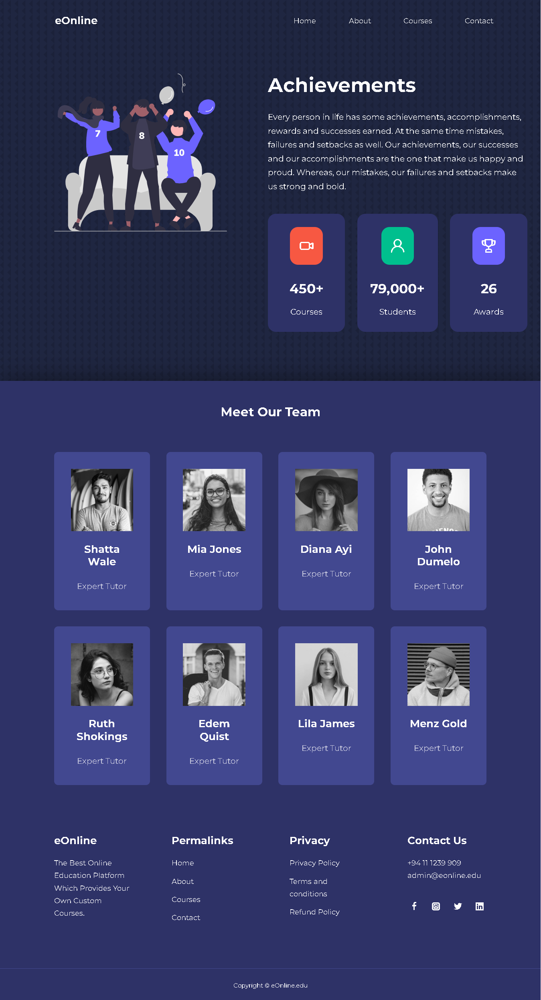 eOnline
Home
About
Courses
Contact
Achievements
Every person in life has some achievements, accomplishments,
rewards and successes earned. At the same time mistakes,
failures and setbacks as well. Our achievements, our successes
and our accomplishments are the one that make us happy and
proud. Whereas, our mistakes, our failures and setbacks make
us strong and bold.
7
8
10
450+
Courses
79,000+
Students
26
Awards
Meet Our Team
Shatta
Wale
Expert Tutor
Mia Jones
Expert Tutor
Diana Ayi
Expert Tutor
John
Dumelo
Expert Tutor
Ruth
Shokings
Expert Tutor
Edem
Quist
Expert Tutor
Lila James
Expert Tutor
Menz Gold
Expert Tutor
eOnline
The Best Online
Education Platform
Which Provides Your
Own Custom
Courses.
Permalinks
Home
About
Courses
Contact
Privacy
Privacy Policy
Terms and
conditions
Refund Policy
Contact Us
+94 11 1239 909
admin@eonline.edu
Copyright © eOnline.edu